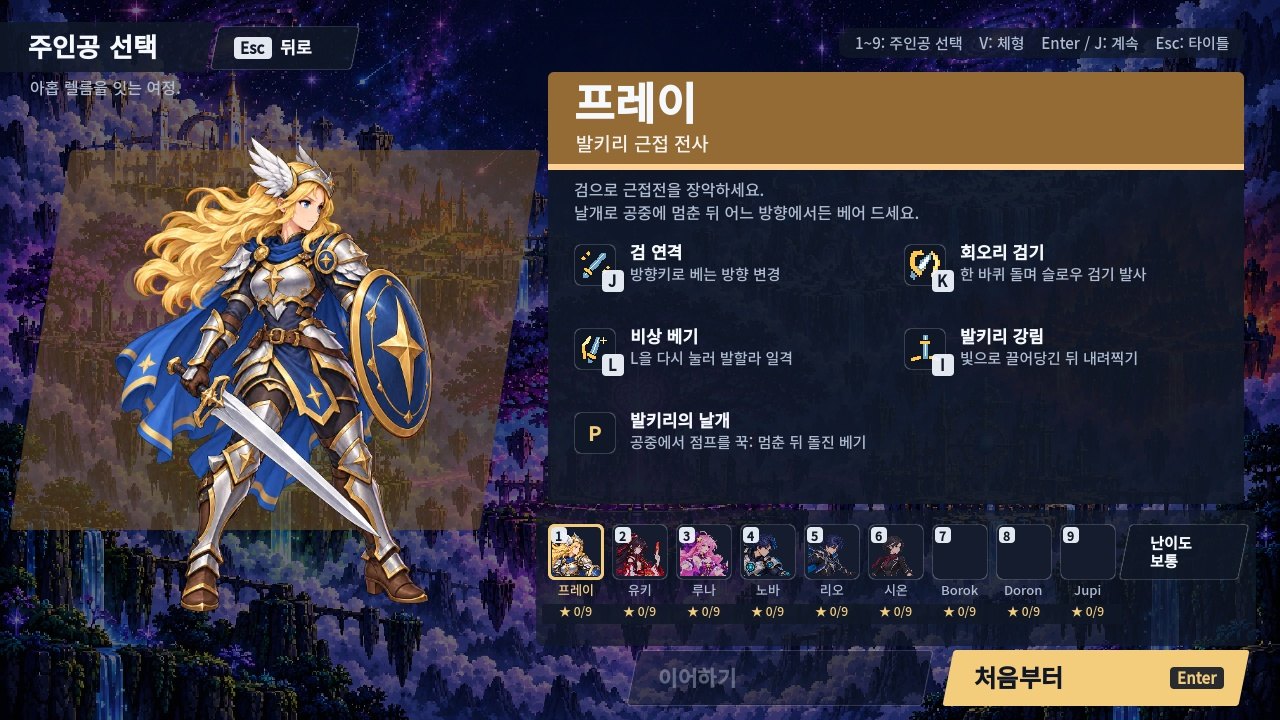 주인공 선택
Esc 뒤로
1~9: 주인공 선택 V: 체형 Enter / J: 계속 Esc: 타이틀
아홉 렐름을 잇는 여정.
프레이
발키리 근접 전사
검으로 근접전을 장악하세요.
날개로 공중에 멈춘 뒤 어느 방향에서든 베어 드세요.
검 연격
J
방향키로 베는 방향 변경
회오리 검기
K
한 바퀴 돌며 슬로우 검기 발사
비상 베기
L
L을 다시 눌러 발할라 일격
발키리 강림
I
빛으로 끌어당긴 뒤 내려찍기
P
발키리의 날개
공중에서 점프를 꾹: 멈춘 뒤 돌진 베기
1 2 3 4 5 6 7 8 9
프레이 유키 루나 노바 리오 시온 Borok Doron Jupi
★ 0/9 ★ 0/9 ★ 0/9 ★ 0/9 ★ 0/9 ★ 0/9 ★ 0/9 ★ 0/9 ★ 0/9
난이도
보통
이어하기
처음부터 Enter